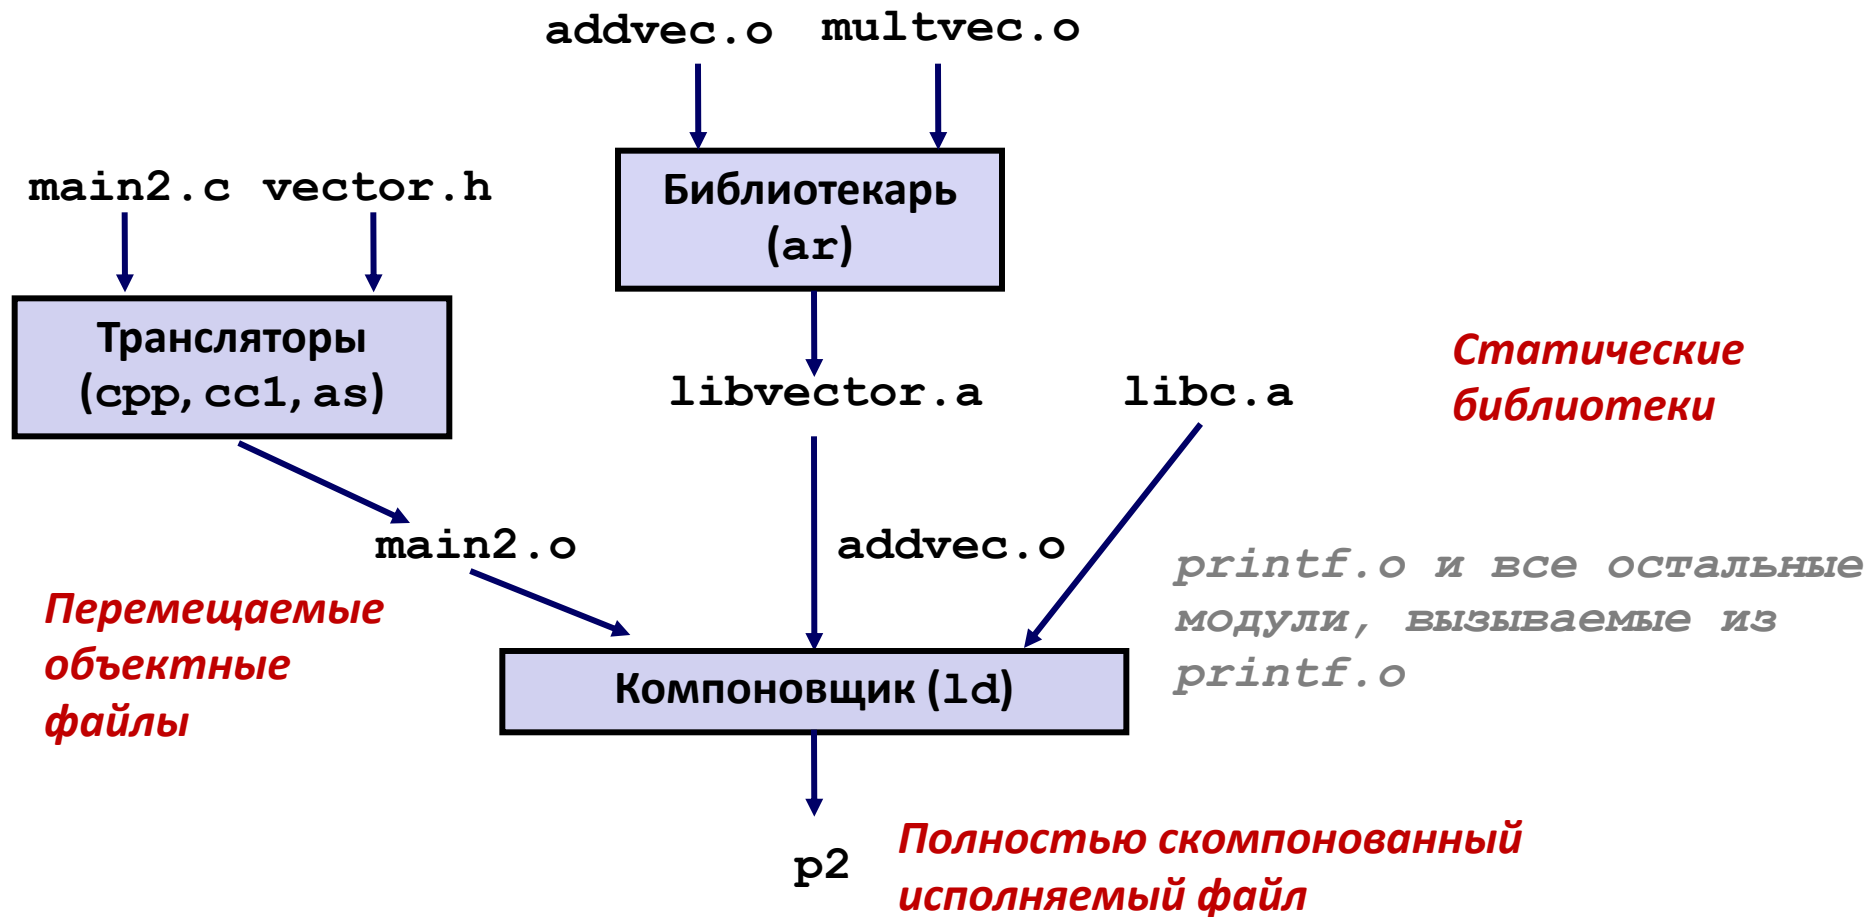 addvec.o multvec.o
main2.c vector.h
Библиотекарь
(ar)
Трансляторы
(cpp, cc1, as)
libvector.a
libc.a
Статические
библиотеки
main2.o
addvec.o
printf.o и все остальные
модули, вызываемые из
printf.o
Перемещаемые
объектные
файлы
Компоновщик (ld)
p2
Полностью скомпонованный
исполняемый файл